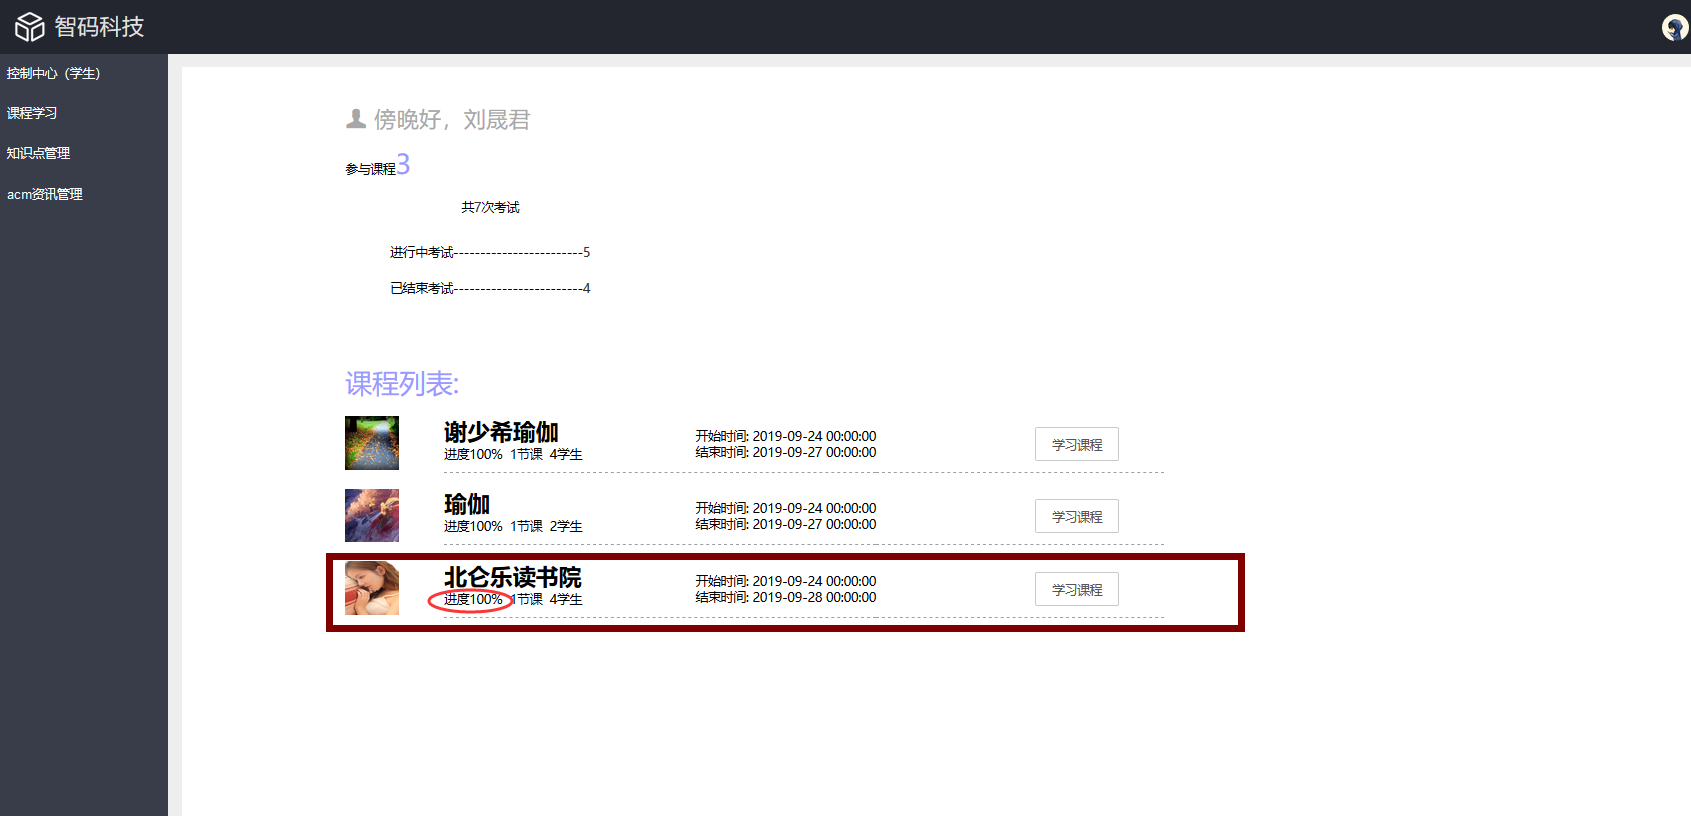 智码科技
控制中心（学生）
课程学习
知识点管理
acm资讯管理
傍晚好，刘晟君
参与课程3
共7次考试
进行中考试-------------------------5
已结束考试-------------------------4
课程列表:
谢少希瑜伽
进度100% 1节课 4学生
开始时间: 2019-09-24 00:00:00
结束时间: 2019-09-27 00:00:00
学习课程
瑜伽
进度100% 1节课 2学生
开始时间: 2019-09-24 00:00:00
结束时间: 2019-09-27 00:00:00
学习课程
北仑乐读书院
进度100% 1节课 4学生
开始时间: 2019-09-24 00:00:00
结束时间: 2019-09-28 00:00:00
学习课程